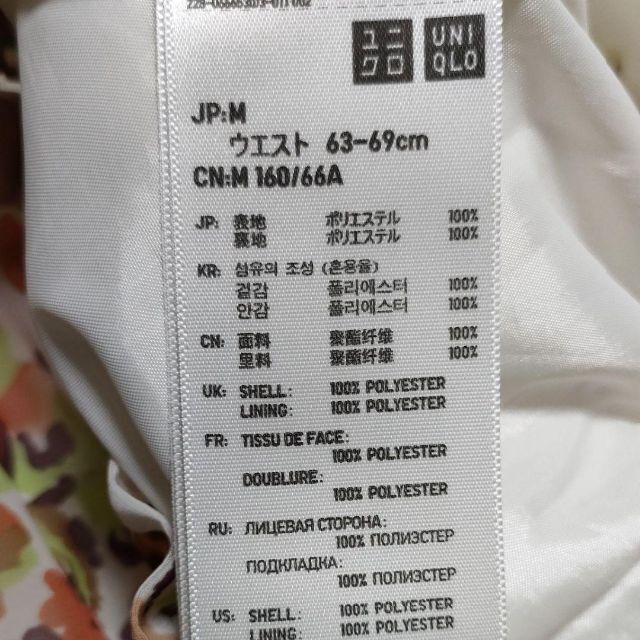 ユニ
クロ
UNI
QLO
JP:M
ウエスト 63-69cm
CN:M 160/66A
JP: 表地 ポリエステル 100%
裏地 ポリエステル 100%
KR: 섬유의 조성 (혼용율)
겉감 폴리에스터 100%
안감 폴리에스터 100%
CN: 面料 聚酯纤维 100%
里料 聚酯纤维 100%
UK: SHELL: 100% POLYESTER
LINING: 100% POLYESTER
FR: TISSU DE FACE:
100% POLYESTER
DOUBLURE:
100% POLYESTER
RU: ЛИЦЕВАЯ СТОРОНА:
100% ПОЛИЭСТЕР
ПОДКЛАДКА:
100% ПОЛИЭСТЕР
US: SHELL: 100% POLYESTER
LINING: 100% POLYESTER